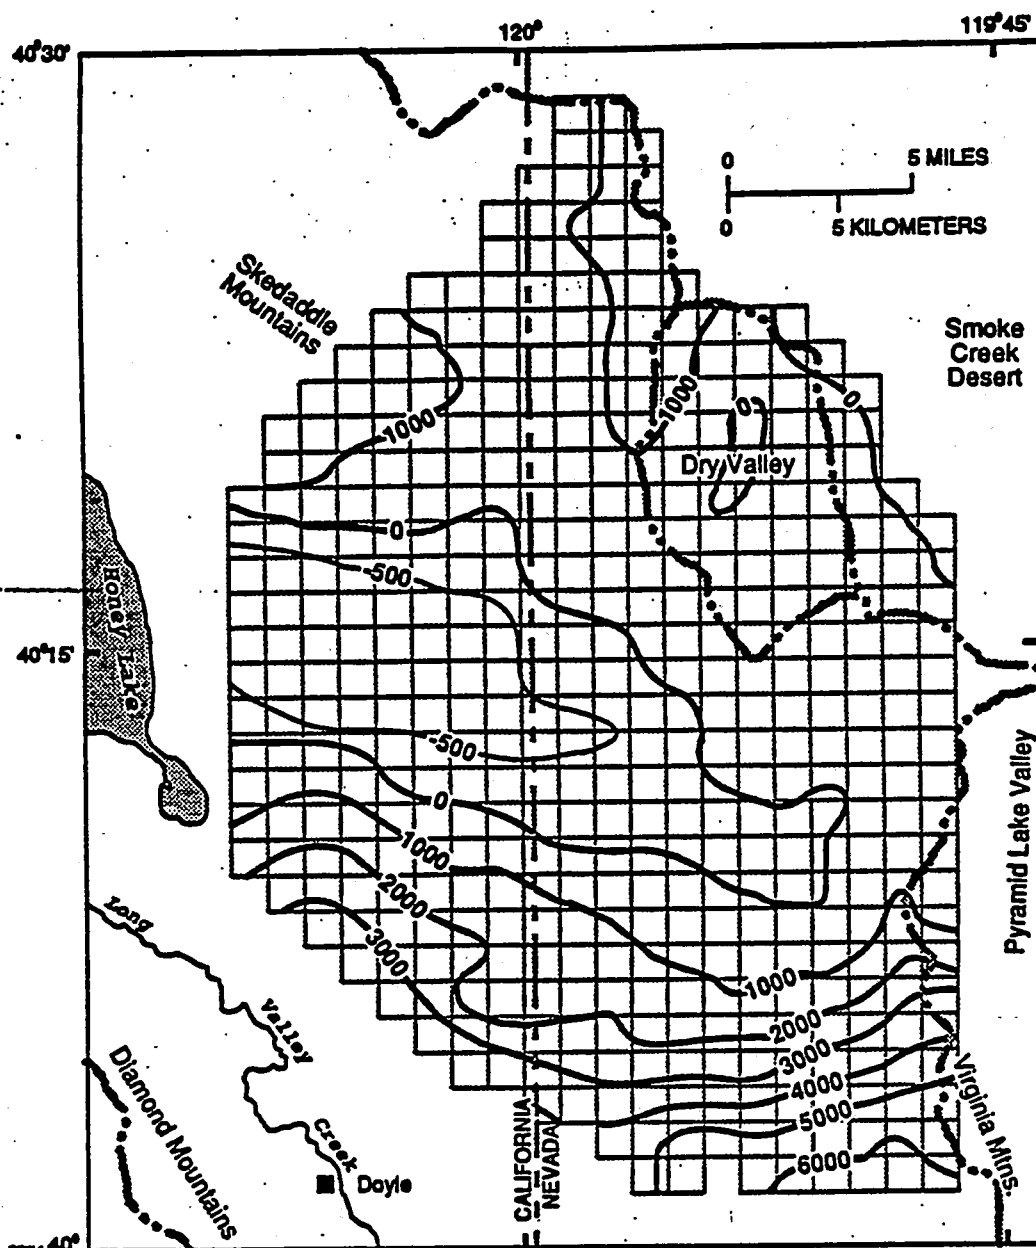 120°
119°45'
40°30'
0 5 MILES
0 5 KILOMETERS
Skedaddle
Mountains
Smoke
Creek
Desert
1000
0
0
1000
Dry Valley
0
-500
Honey Lake
40°15'
-500
0
Pyramid Lake Valley
1000
2000
3000
Long
Valley
Creek
1000
2000
3000
4000
5000
6000
Virginia Mtns.
Diamond Mountains
CALIFORNIA
NEVADA
Doyle
40°